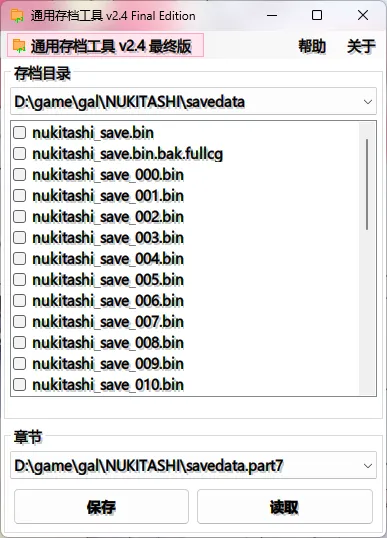 通用存档工具 v2.4 Final Edition
通用存档工具 v2.4 最终版 帮助 关于
存档目录
D:\game\gal\NUKITASHI\savedata
nukitashi_save.bin
nukitashi_save.bin.bak.fullcg
nukitashi_save_000.bin
nukitashi_save_001.bin
nukitashi_save_002.bin
nukitashi_save_003.bin
nukitashi_save_004.bin
nukitashi_save_005.bin
nukitashi_save_006.bin
nukitashi_save_007.bin
nukitashi_save_008.bin
nukitashi_save_009.bin
nukitashi_save_010.bin
章节
D:\game\gal\NUKITASHI\savedata.part7
保存 读取